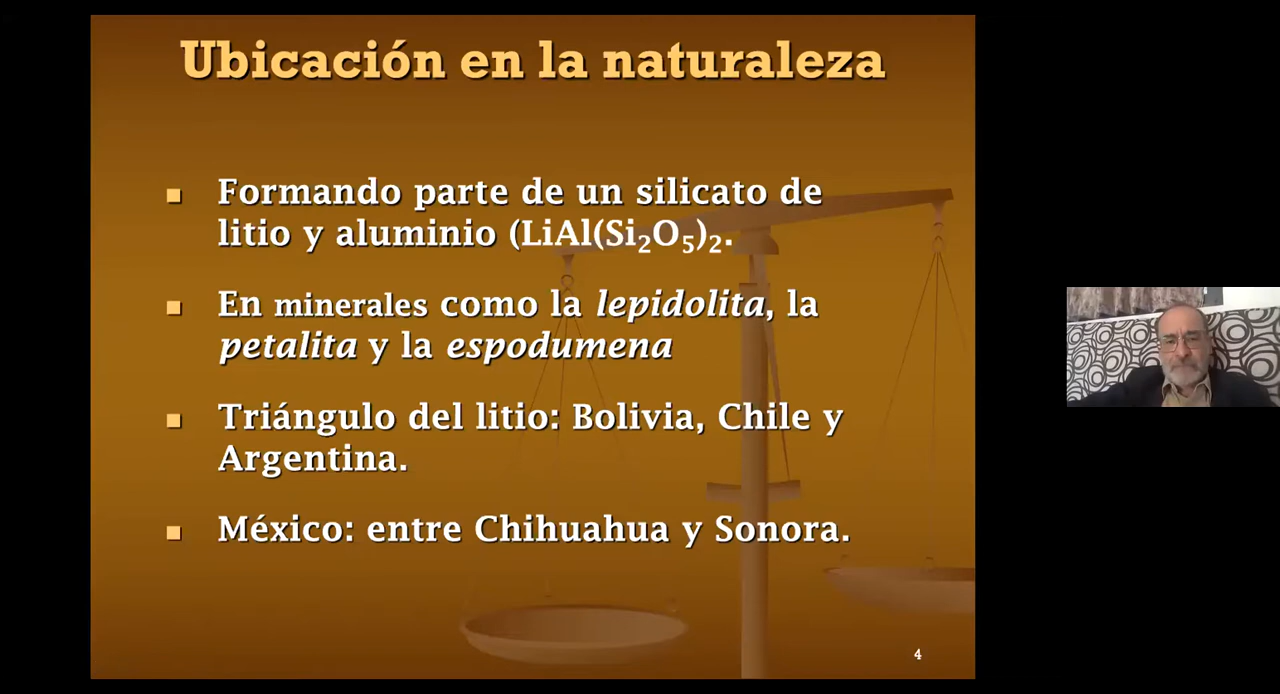 Ubicación en la naturaleza
Formando parte de un silicato de
litio y aluminio (LiAl(Si₂O₅)₂.
En minerales como la lepidolita, la
petalita y la espodumena
Triángulo del litio: Bolivia, Chile y
Argentina.
México: entre Chihuahua y Sonora.
4